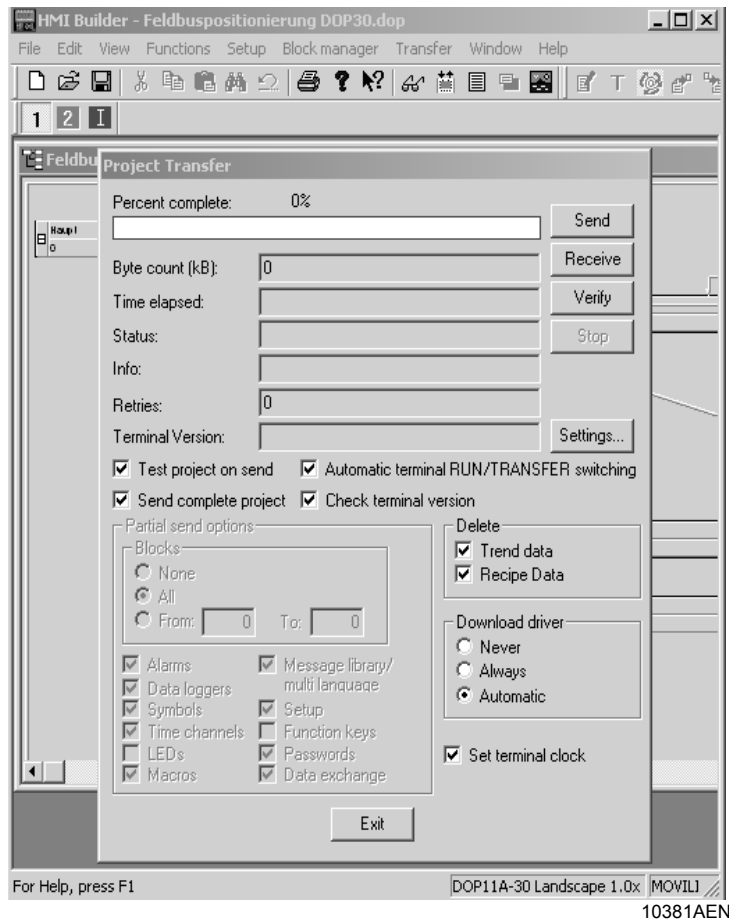 HMI Builder - Feldbuspositionierung DOP30.dop
File Edit View Functions Setup Block manager Transfer Window Help
1 2 I
Feldbu
Project Transfer
Percent complete: 0%
Send
Haupt
0
Byte count (kB): 0
Receive
Time elapsed:
Verify
Status:
Stop
Info:
Retries: 0
Terminal Version:
Settings...
Test project on send
Automatic terminal RUN/TRANSFER switching
Send complete project
Check terminal version
Partial send options
Blocks
None
All
From: 0 To: 0
Alarms
Data loggers
Symbols
Time channels
LEDs
Macros
Message library/
multi language
Setup
Function keys
Passwords
Data exchange
Delete
Trend data
Recipe Data
Download driver
Never
Always
Automatic
Set terminal clock
Exit
For Help, press F1
DOP11A-30 Landscape 1.0x
MOVILI
10381AEN